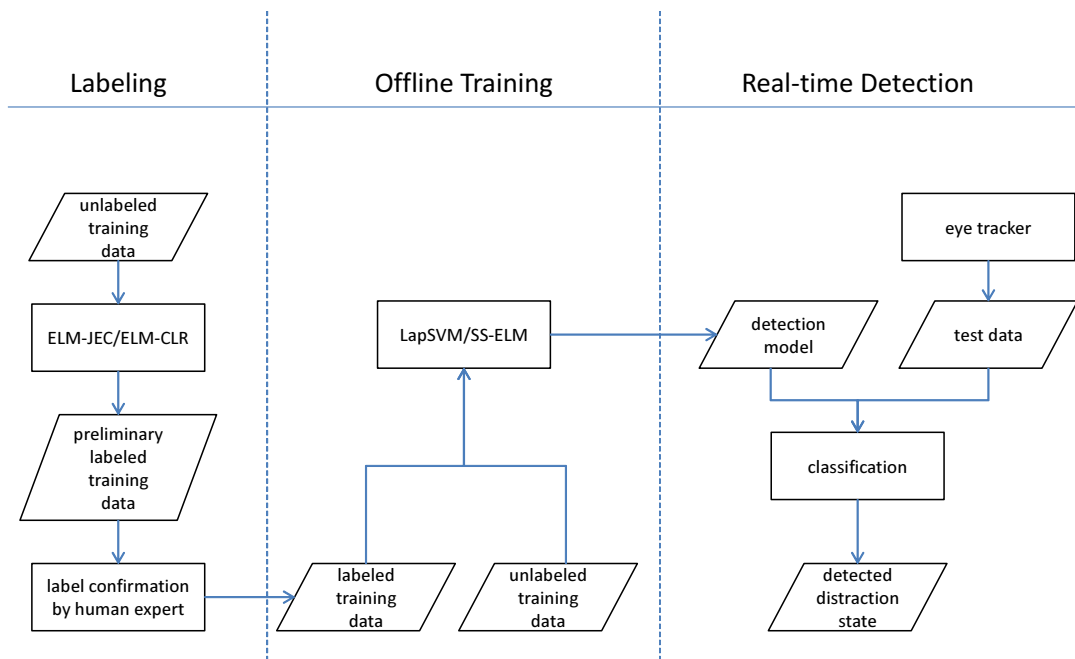 Labeling
Offline Training
Real-time Detection
unlabeled
training
data
ELM-JEC/ELM-CLR
preliminary
labeled
training
data
label confirmation
by human expert
LapSVM/SS-ELM
labeled
training
data
unlabeled
training
data
eye tracker
detection
model
test data
classification
detected
distraction
state